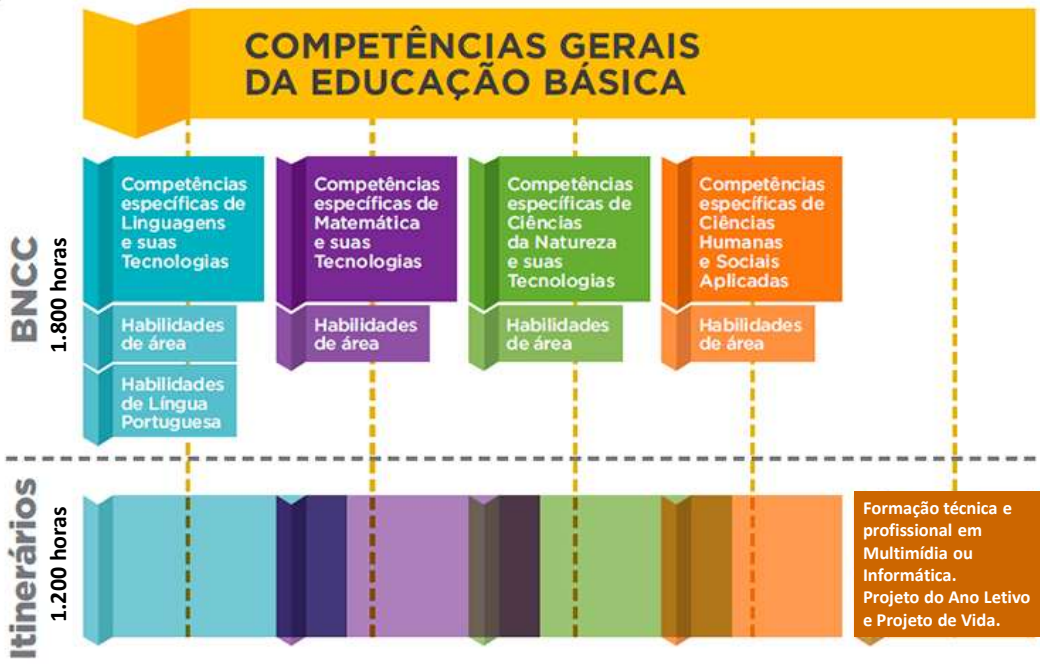 COMPETÊNCIAS GERAIS
DA EDUCAÇÃO BÁSICA
BNCC
1.800 horas
Competências
específicas de
Linguagens
e suas
Tecnologias
Habilidades
de área
Habilidades
de Língua
Portuguesa
Competências
específicas de
Matemática
e suas
Tecnologias
Habilidades
de área
Competências
específicas de
Ciências
da Natureza
e suas
Tecnologias
Habilidades
de área
Competências
específicas de
Ciências
Humanas
e Sociais
Aplicadas
Habilidades
de área
Itinerários
1.200 horas
Formação técnica e
profissional em
Multimídia ou
Informática.
Projeto do Ano Letivo
e Projeto de Vida.